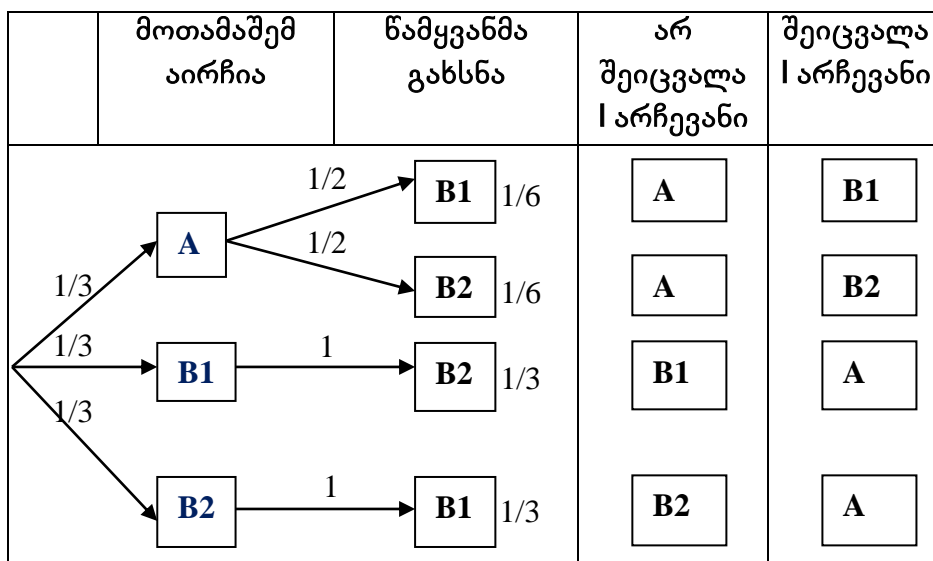 მოთამაშემ აირჩია
წამყვანმა გახსნა
არ შეიცვალა I არჩევანი
შეიცვალა I არჩევანი
1/2 B1 1/6 A B1
A
1/2
1/3 B2 1/6 A B2
1/3 B1 1 B2 1/3 B1 A
1/3
B2 1 B1 1/3 B2 A